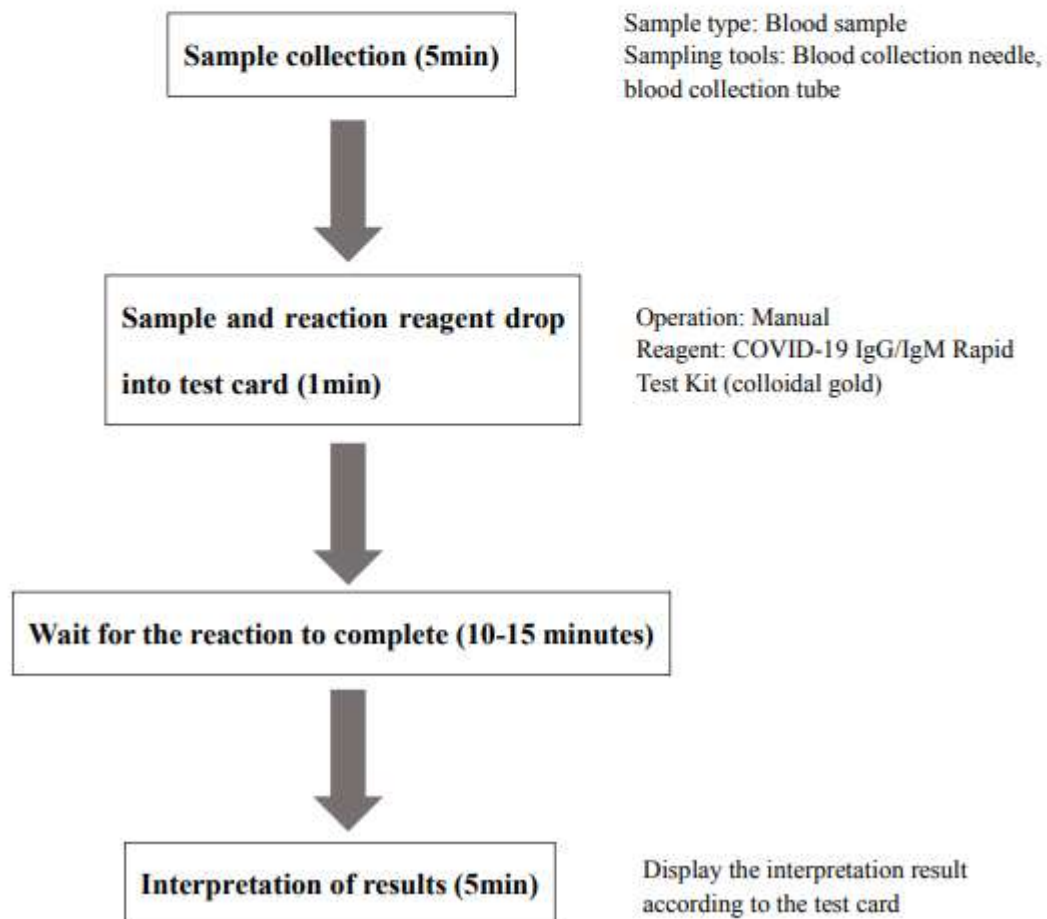 Sample collection (5min)
Sample type: Blood sample
Sampling tools: Blood collection needle,
blood collection tube
Sample and reaction reagent drop
into test card (1min)
Operation: Manual
Reagent: COVID-19 IgG/IgM Rapid
Test Kit (colloidal gold)
Wait for the reaction to complete (10-15 minutes)
Interpretation of results (5min)
Display the interpretation result
according to the test card